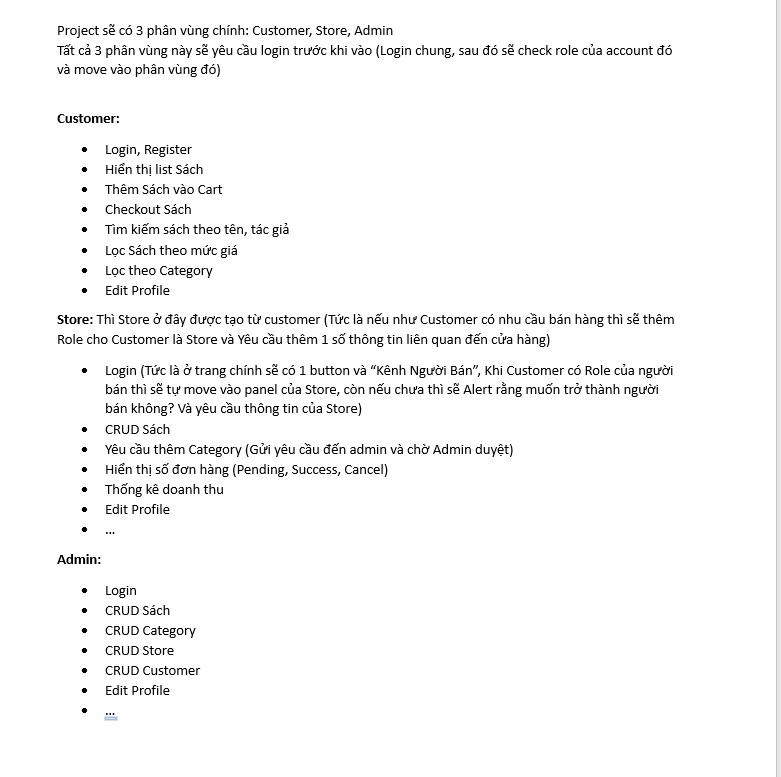 Project sẽ có 3 phân vùng chính: Customer, Store, Admin
Tất cả 3 phân vùng này sẽ yêu cầu login trước khi vào (Login chung, sau đó sẽ check role của account đó
và move vào phân vùng đó)
Customer:
• Login, Register
• Hiển thị list Sách
• Thêm Sách vào Cart
• Checkout Sách
• Tìm kiếm sách theo tên, tác giả
• Lọc Sách theo mức giá
• Lọc theo Category
• Edit Profile
Store: Thì Store ở đây được tạo từ customer (Tức là nếu như Customer có nhu cầu bán hàng thì sẽ thêm
Role cho Customer là Store và Yêu cầu thêm 1 số thông tin liên quan đến cửa hàng)
• Login (Tức là ở trang chính sẽ có 1 button và “Kênh Người Bán”, Khi Customer có Role của người
bán thì sẽ tự move vào panel của Store, còn nếu chưa thì sẽ Alert rằng muốn trở thành người
bán không? Và yêu cầu thông tin của Store)
• CRUD Sách
• Yêu cầu thêm Category (Gửi yêu cầu đến admin và chờ Admin duyệt)
• Hiển thị số đơn hàng (Pending, Success, Cancel)
• Thống kê doanh thu
• Edit Profile
• ...
Admin:
• Login
• CRUD Sách
• CRUD Category
• CRUD Store
• CRUD Customer
• Edit Profile
• ...